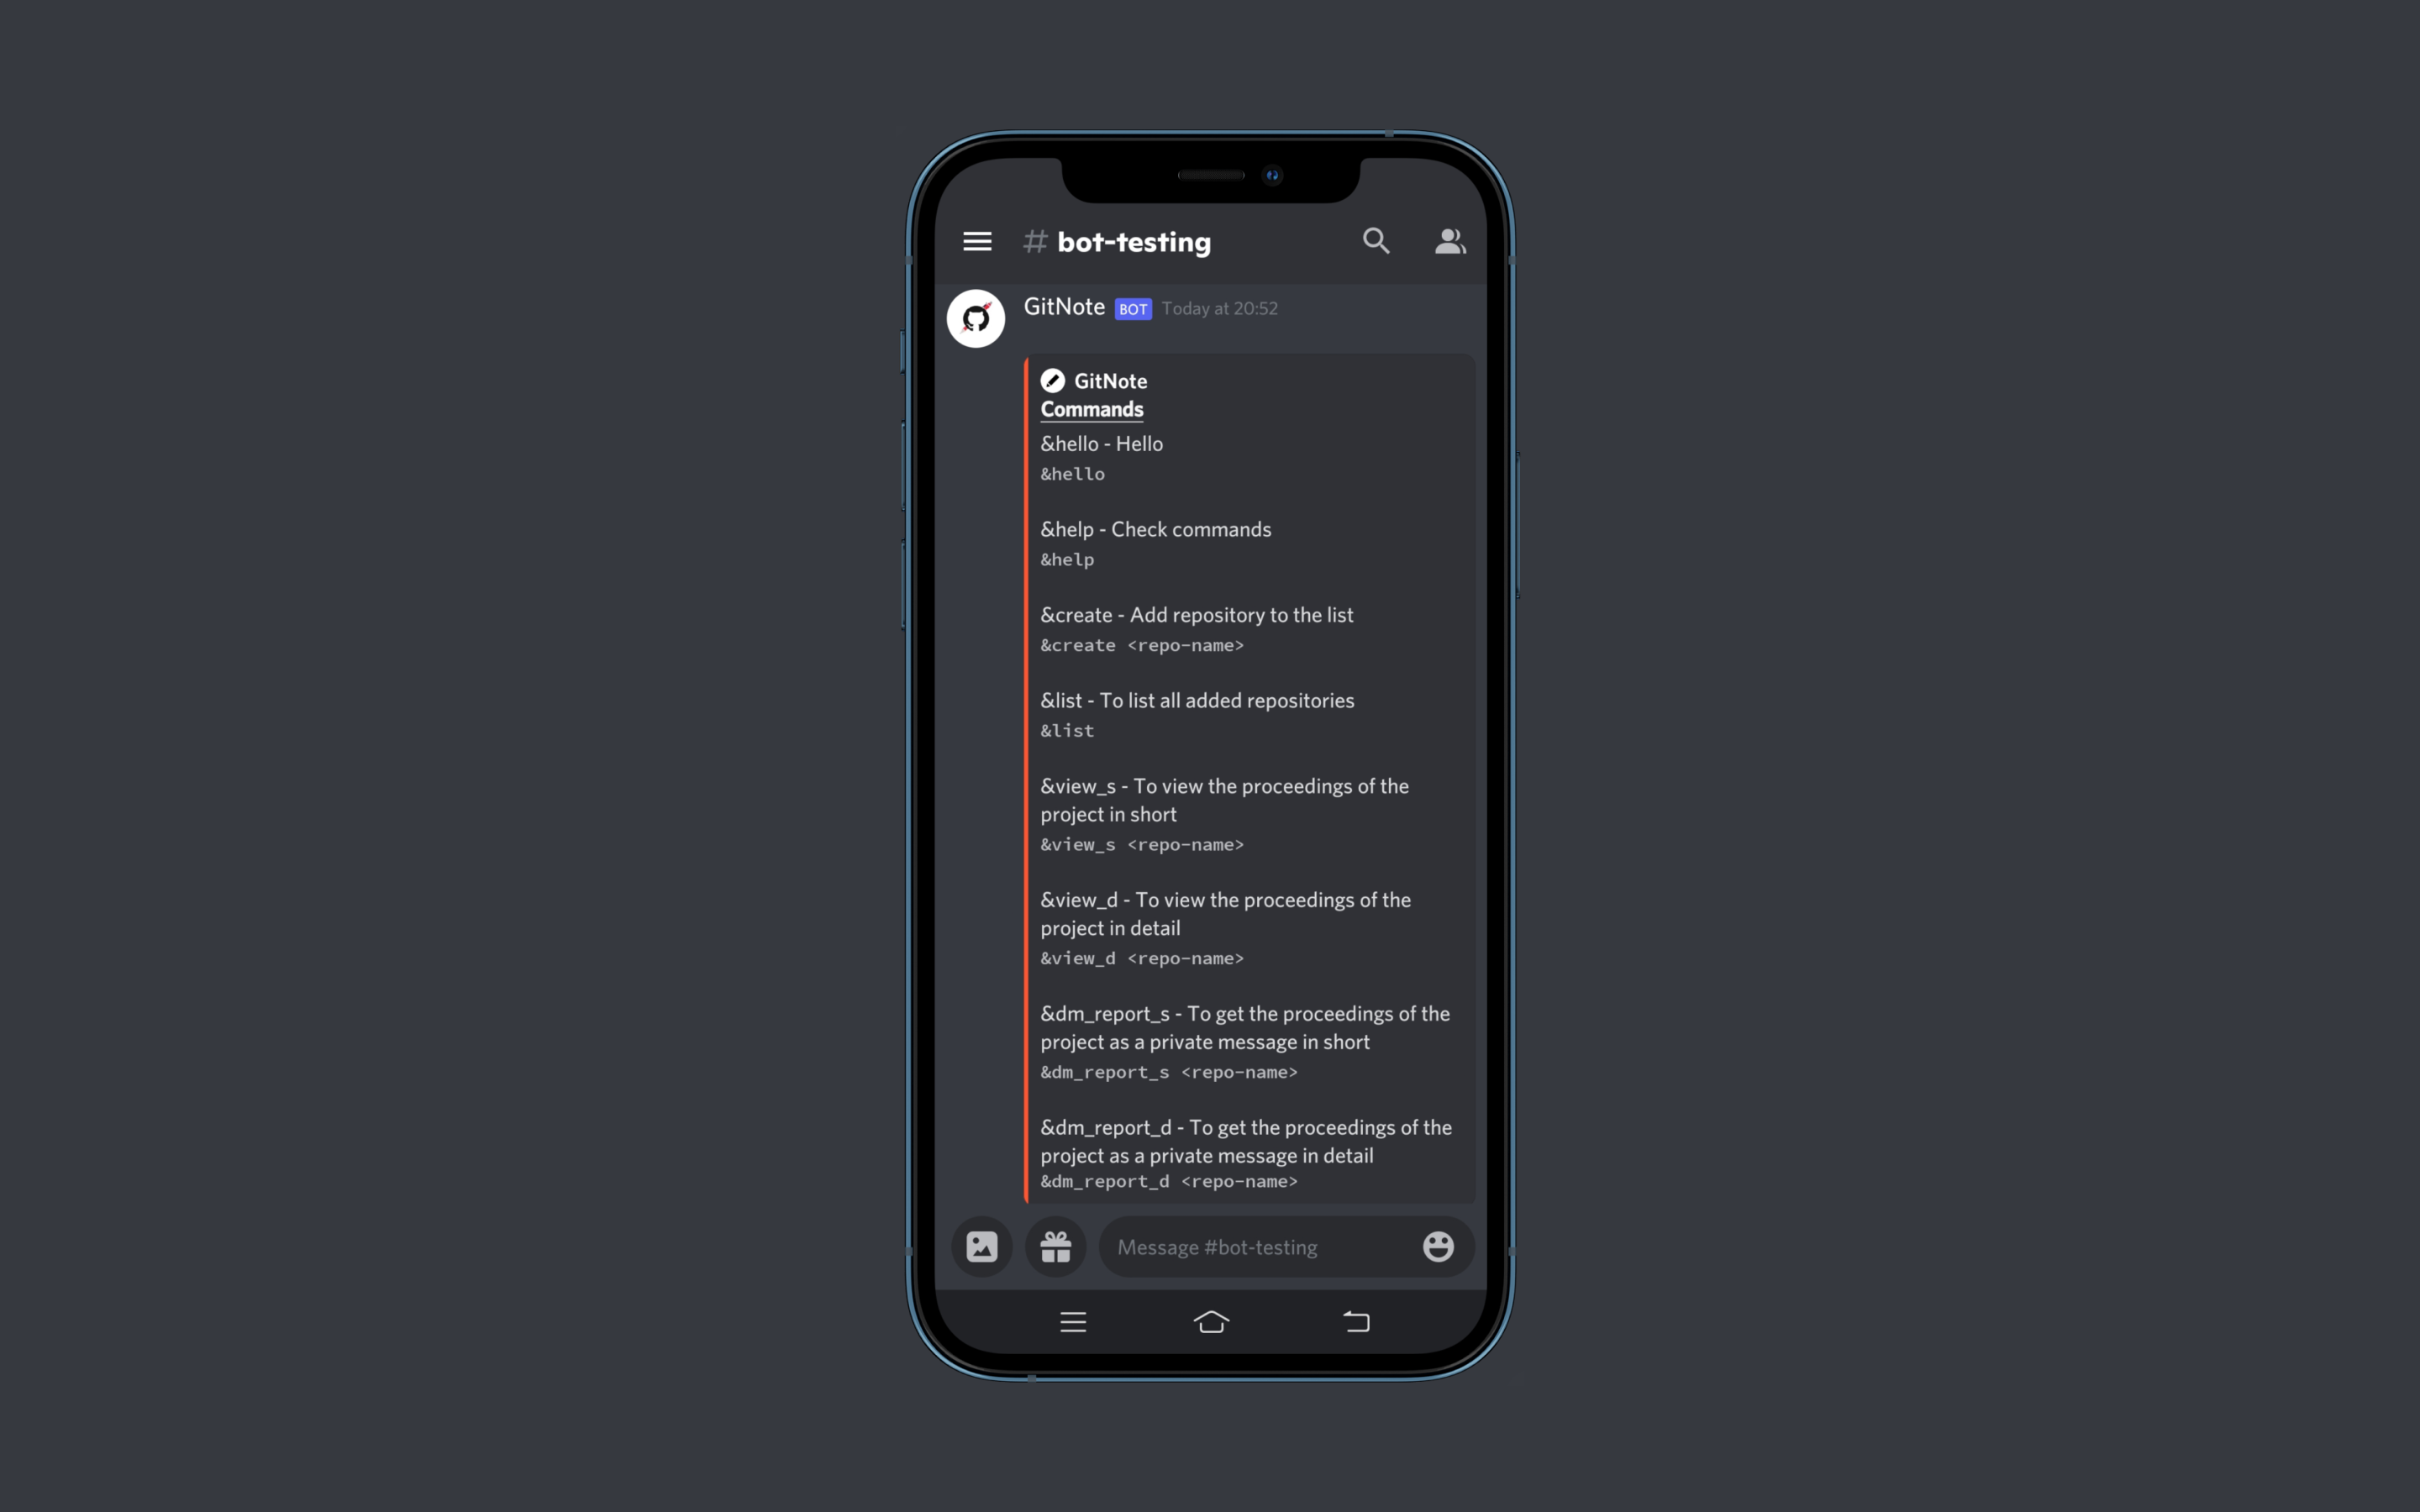 # bot-testing
GitNote BOT Today at 20:52
GitNote
Commands
&hello - Hello
&hello
&help - Check commands
&help
&create - Add repository to the list
&create <repo-name>
&list - To list all added repositories
&list
&view_s - To view the proceedings of the
project in short
&view_s <repo-name>
&view_d - To view the proceedings of the
project in detail
&view_d <repo-name>
&dm_report_s - To get the proceedings of the
project as a private message in short
&dm_report_s <repo-name>
&dm_report_d - To get the proceedings of the
project as a private message in detail
&dm_report_d <repo-name>
Message #bot-testing